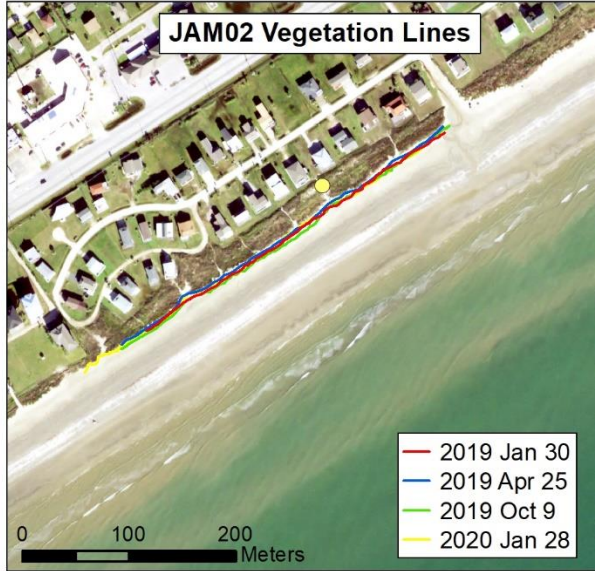 JAM02 Vegetation Lines
2019 Jan 30
2019 Apr 25
2019 Oct 9
2020 Jan 28
0 100 200
Meters